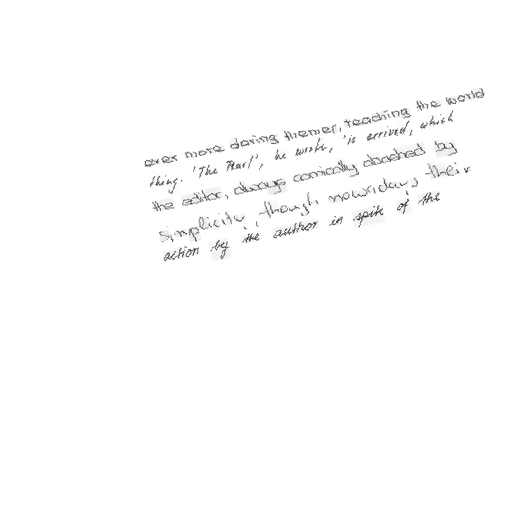 ever more daring themes, teaching the world
thing. 'The Pearl', he wrote, 'is arrived, which
the editor, always comically abashed by
simplicity, though nowadays their
action by the author in spite of the